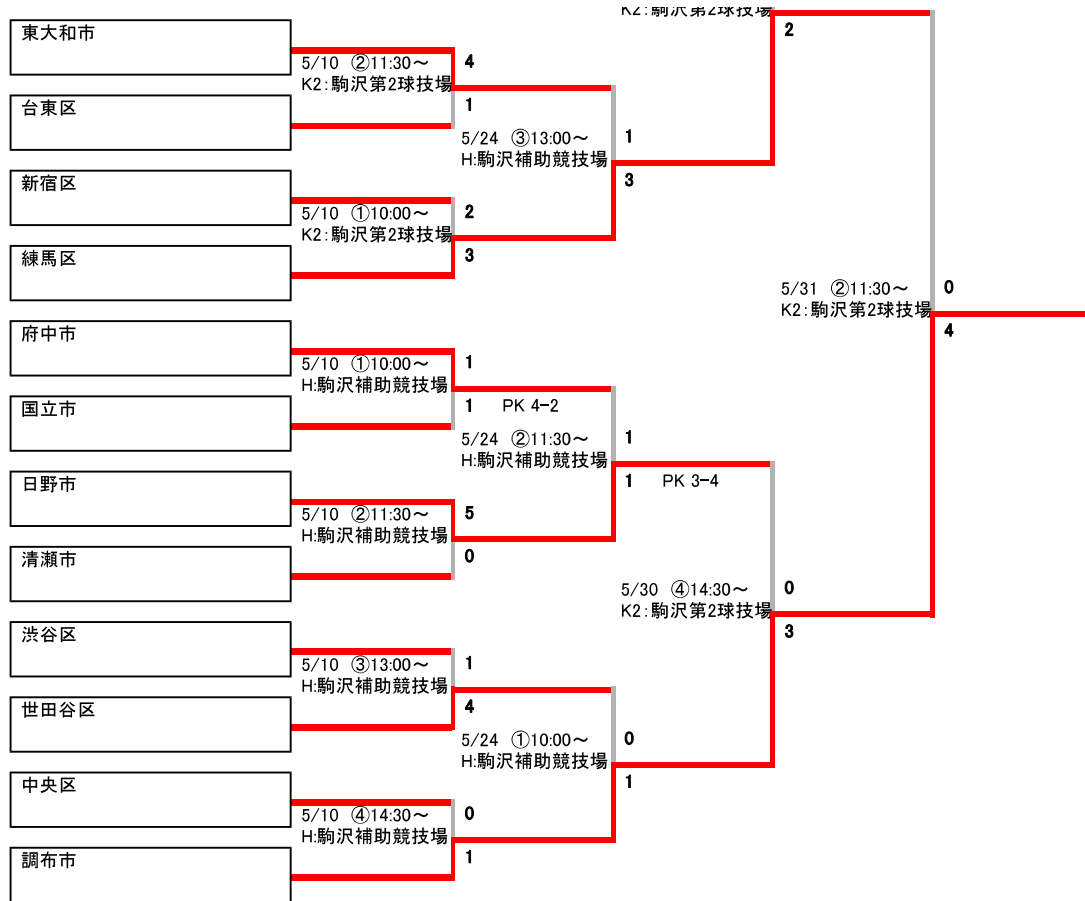 K2:駒沢第2球技場
2
東大和市
5/10 ②11:30～
K2:駒沢第2球技場
4
1
台東区
5/24 ③13:00～
H:駒沢補助競技場
1
3
新宿区
5/10 ①10:00～
K2:駒沢第2球技場
2
3
練馬区
5/31 ②11:30～
K2:駒沢第2球技場
0
4
府中市
5/10 ①10:00～
H:駒沢補助競技場
1
1 PK 4-2
国立市
5/24 ②11:30～
H:駒沢補助競技場
1
1 PK 3-4
日野市
5/10 ②11:30～
H:駒沢補助競技場
5
0
清瀬市
5/30 ④14:30～
K2:駒沢第2球技場
0
3
渋谷区
5/10 ③13:00～
H:駒沢補助競技場
1
4
世田谷区
5/24 ①10:00～
H:駒沢補助競技場
0
1
中央区
5/10 ④14:30～
H:駒沢補助競技場
0
1
調布市